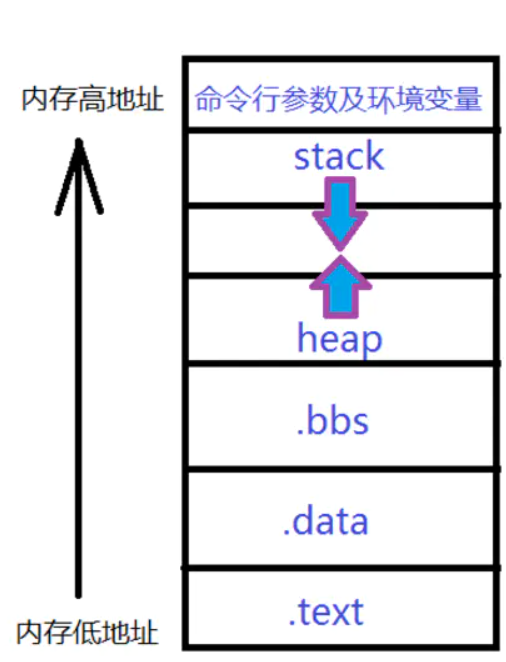 内存高地址
命令行参数及环境变量
stack
heap
.bbs
.data
.text
内存低地址